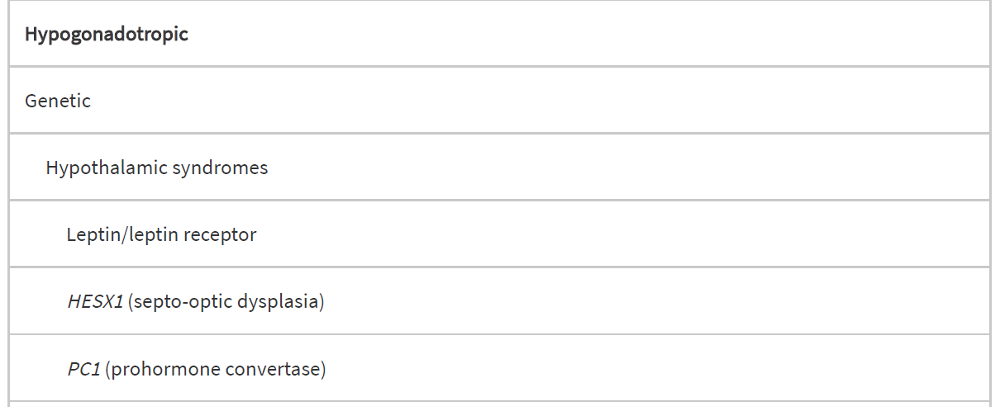 Hypogonadotropic
Genetic
Hypothalamic syndromes
Leptin/leptin receptor
HESX1 (septo-optic dysplasia)
PC1 (prohormone convertase)